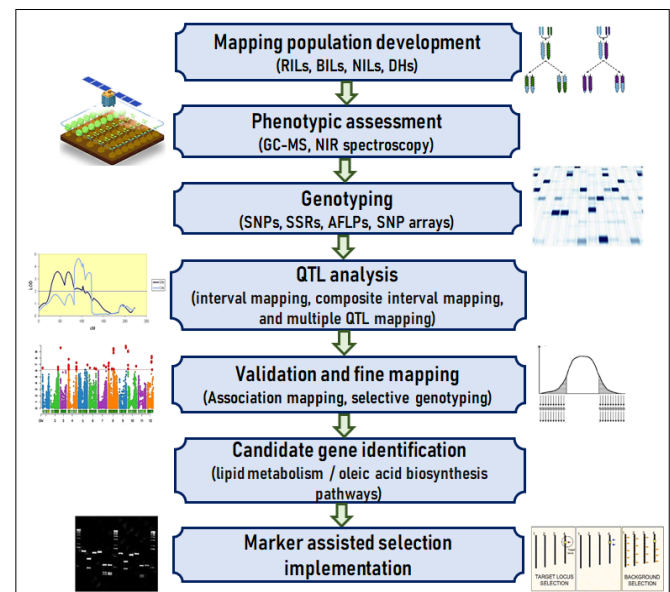 Mapping population development
(RILs, BILs, NILs, DHs)
Phenotypic assessment
(GC-MS, NIR spectroscopy)
Genotyping
(SNPs, SSRs, AFLPs, SNP arrays)
QTL analysis
(interval mapping, composite interval mapping,
and multiple QTL mapping)
LOD
cM
Validation and fine mapping
(Association mapping, selective genotyping)
Candidate gene identification
(lipid metabolism / oleic acid biosynthesis
pathways)
Marker assisted selection
implementation
TARGET LOCUS
SELECTION
BACKGROUND
SELECTION